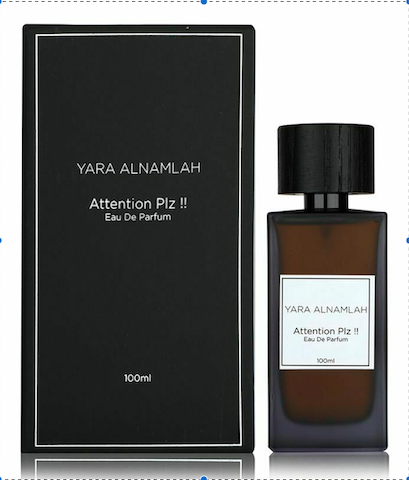 YARA ALNAMLAH
Attention Plz !!
Eau De Parfum
100ml
YARA ALNAMLAH
Attention Plz !!
Eau De Parfum
100ml